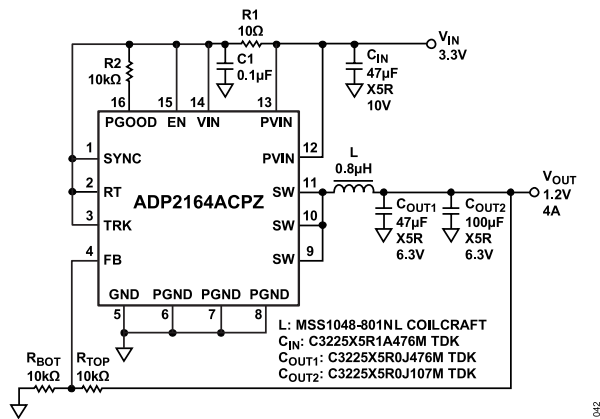 R1
10Ω
VIN
3.3V
R2
10kΩ
C1
0.1µF
CIN
47µF
X5R
10V
16
15
14
13
PGOOD
EN
VIN
PVIN
1
SYNC
PVIN
12
2
RT
ADP2164ACPZ
SW
11
L
0.8µH
3
TRK
SW
10
4
FB
SW
9
VOUT
1.2V
4A
COUT1
47µF
X5R
6.3V
COUT2
100µF
X5R
6.3V
GND
PGND
PGND
PGND
5
6
7
8
L: MSS1048-801NL COILCRAFT
CIN: C3225X5R1A476M TDK
COUT1: C3225X5R0J476M TDK
COUT2: C3225X5R0J107M TDK
RBOT
10kΩ
RTOP
10kΩ
042